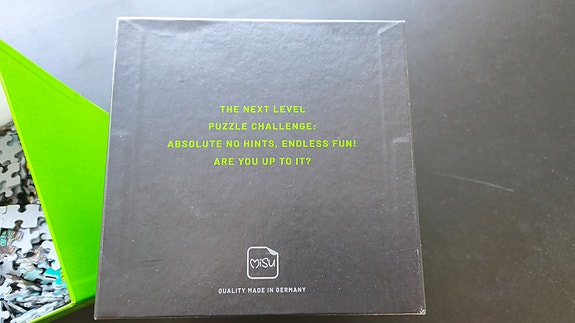 THE NEXT LEVEL
PUZZLE CHALLENGE:
ABSOLUTE NO HINTS, ENDLESS FUN!
ARE YOU UP TO IT?
MiSU
QUALITY MADE IN GERMANY